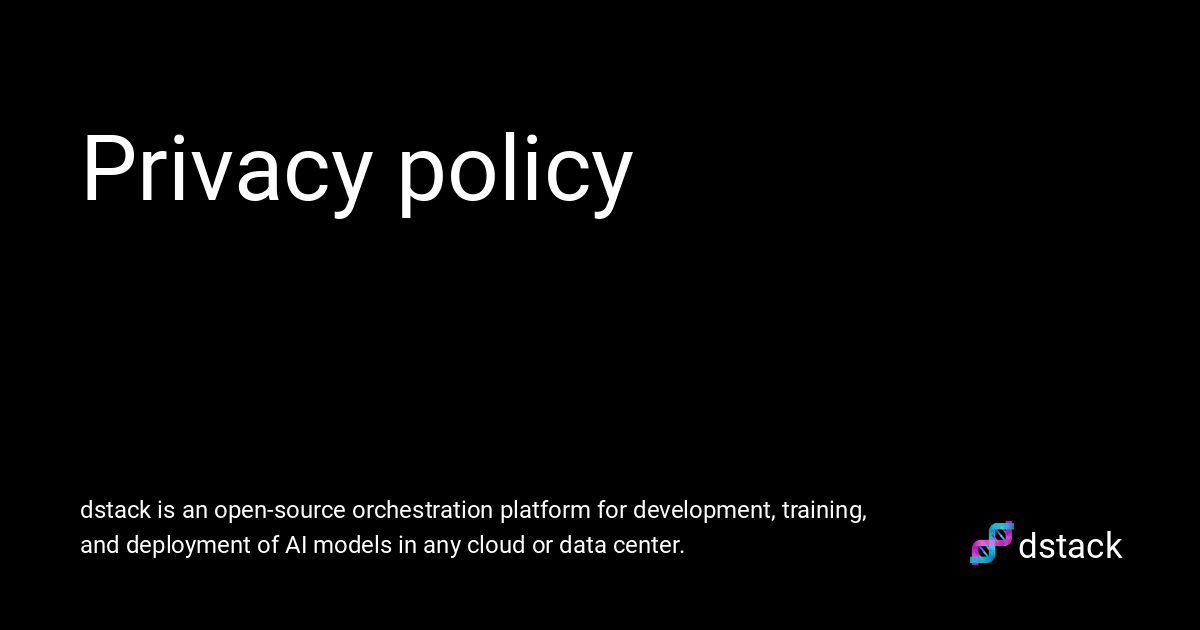 Privacy policy
dstack is an open-source orchestration platform for development, training,
and deployment of AI models in any cloud or data center.
dstack